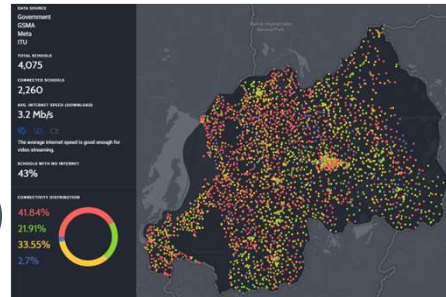 DATA SOURCE
Government
GSMA
Meta
ITU
TOTAL SCHOOLS
4,075
CONNECTED SCHOOLS
2,260
AVG. INTERNET SPEED (DOWNLOAD)
3.2 Mb/s
The average internet speed is good enough for
video streaming.
SCHOOLS WITH NO INTERNET
43%
CONNECTIVITY DISTRIBUTION
41.84%
21.91%
33.55%
2.7%
National Park